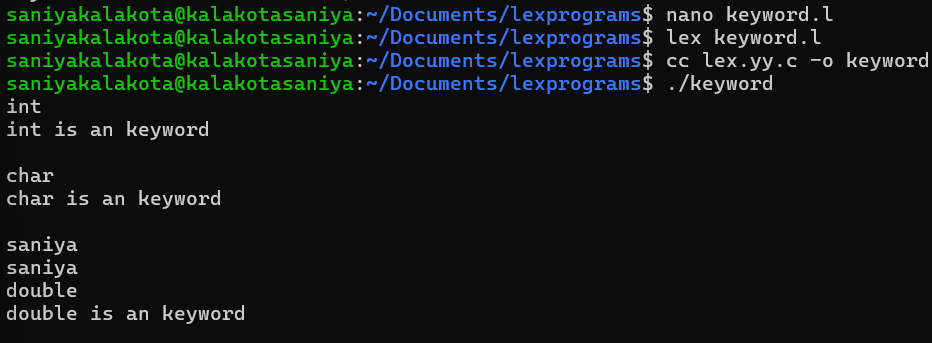 saniyakalakota@kalakotasaniya:~/Documents/lexprograms$ nano keyword.l
saniyakalakota@kalakotasaniya:~/Documents/lexprograms$ lex keyword.l
saniyakalakota@kalakotasaniya:~/Documents/lexprograms$ cc lex.yy.c -o keyword
saniyakalakota@kalakotasaniya:~/Documents/lexprograms$ ./keyword
int
int is an keyword
char
char is an keyword
saniya
saniya
double
double is an keyword